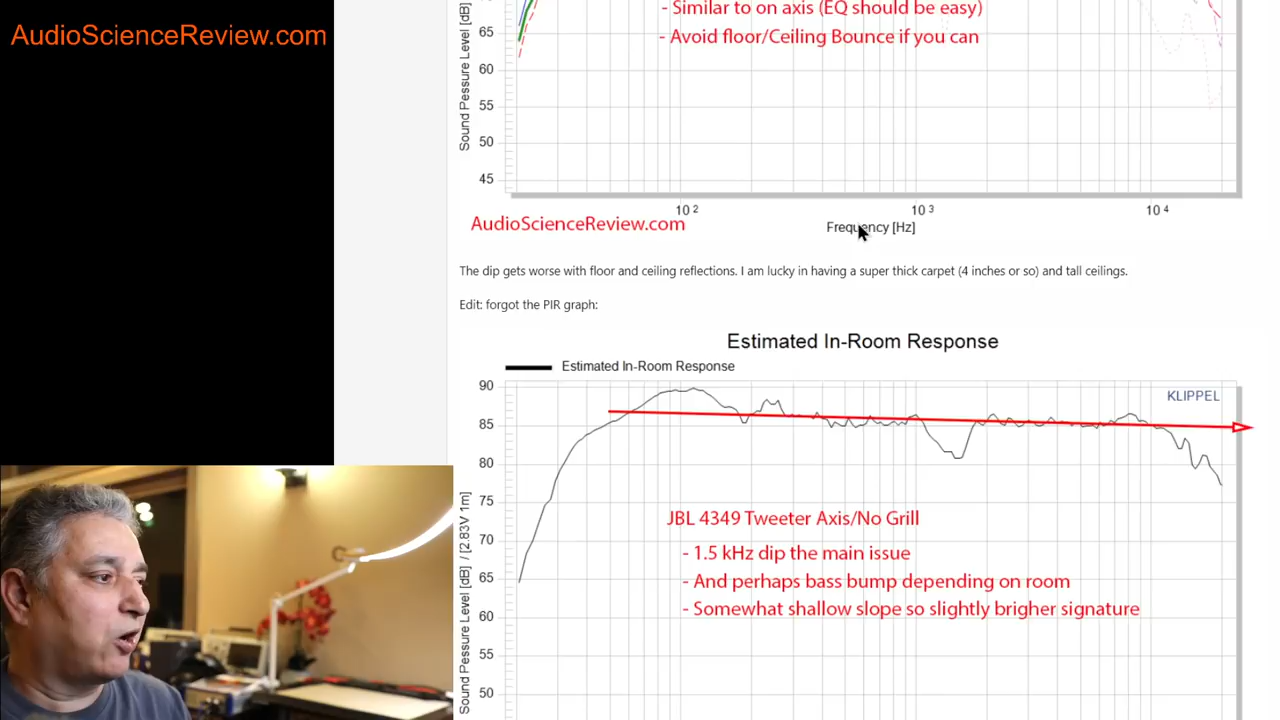 AudioScienceReview.com
- Similar to on axis (EQ should be easy)
- Avoid floor/Ceiling Bounce if you can
Sound Pessure Level [dB]
65
60
55
50
45
10 2
10 3
10 4
AudioScienceReview.com
Frequency [Hz]
The dip gets worse with floor and ceiling reflections. I am lucky in having a super thick carpet (4 inches or so) and tall ceilings.
Edit: forgot the PIR graph:
Estimated In-Room Response
Estimated In-Room Response
KLIPPEL
90
85
80
75
70
65
60
55
50
Sound Pessure Level [dB] / [2.83V 1m]
JBL 4349 Tweeter Axis/No Grill
- 1.5 kHz dip the main issue
- And perhaps bass bump depending on room
- Somewhat shallow slope so slightly brigher signature